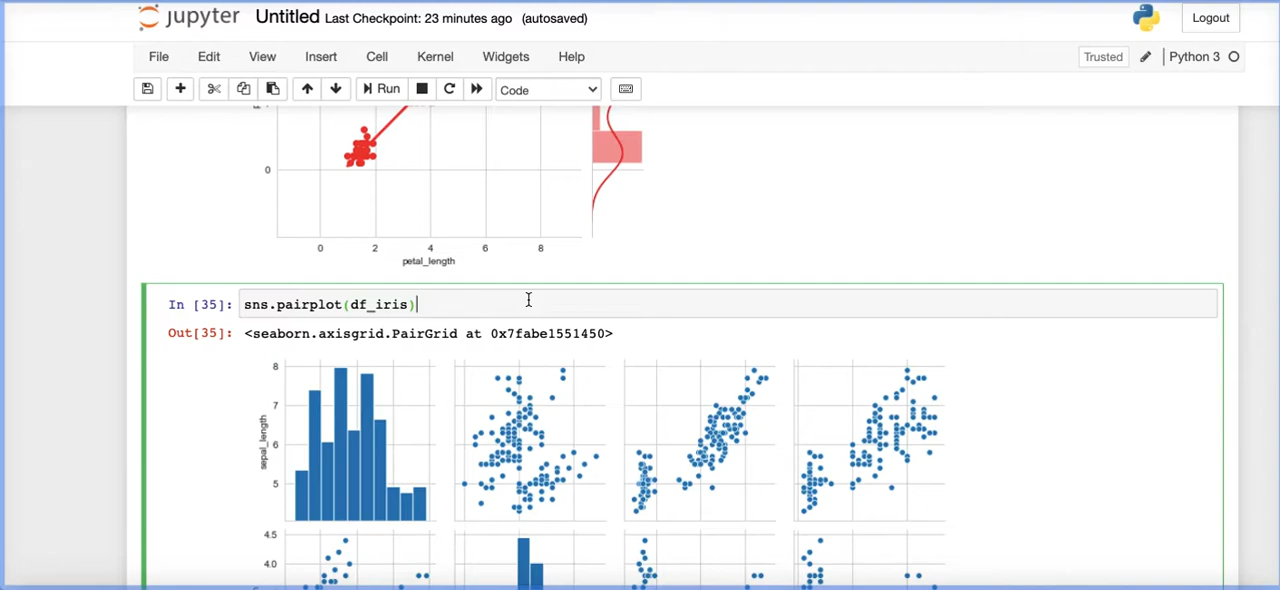 jupyter Untitled Last Checkpoint: 23 minutes ago (autosaved) Logout
File Edit View Insert Cell Kernel Widgets Help Trusted Python 3
Run Code
0
0 2 4 6 8
petal_length
In [35]: sns.pairplot(df_iris)
Out[35]: <seaborn.axisgrid.PairGrid at 0x7fabe1551450>
8
7
6
5
sepal_length
4.5
4.0